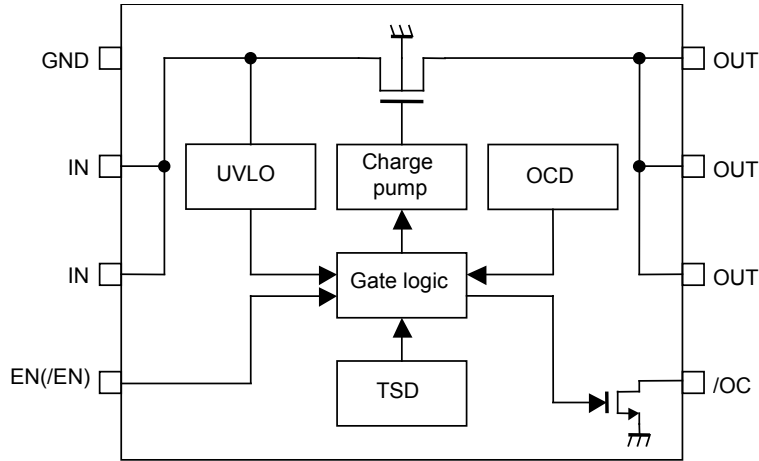 GND
OUT
IN
UVLO
Charge
pump
OCD
OUT
IN
Gate logic
OUT
EN(/EN)
TSD
/OC